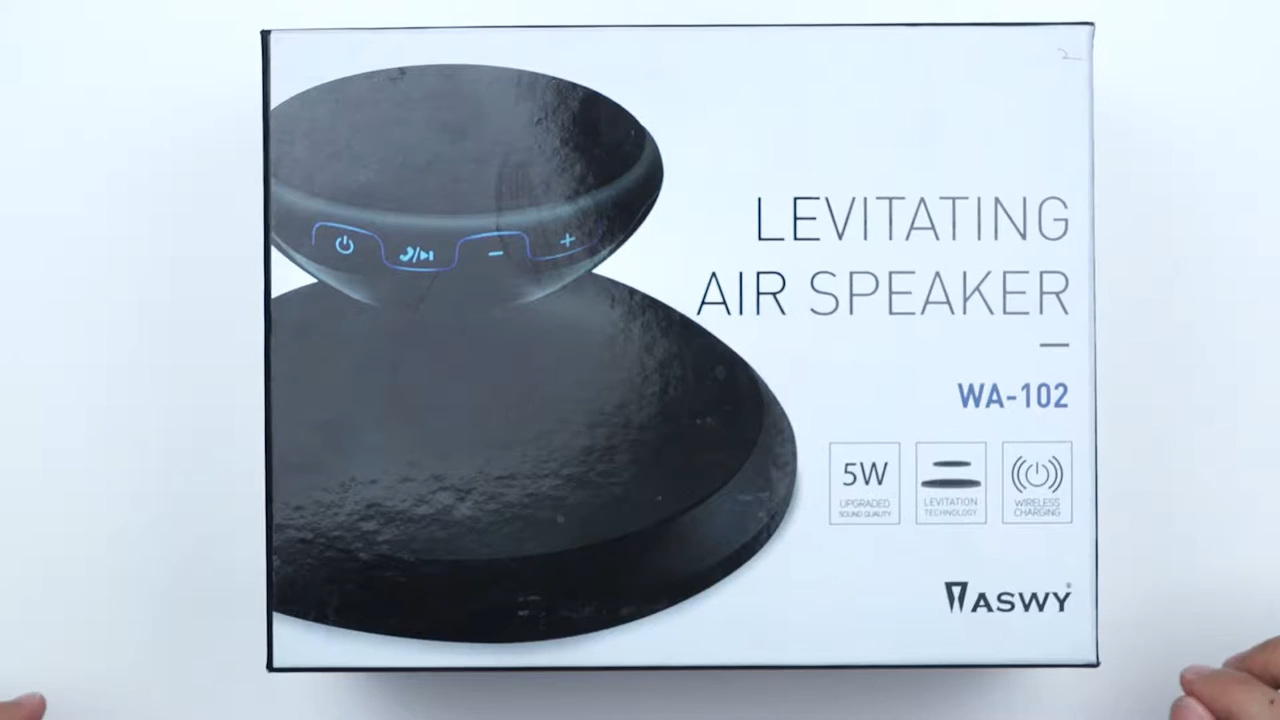 LEVITATING
AIR SPEAKER
WA-102
5W
UPGRADED
SOUND QUALITY
LEVITATION
TECHNOLOGY
WIRELESS
CHARGING
ASWY®